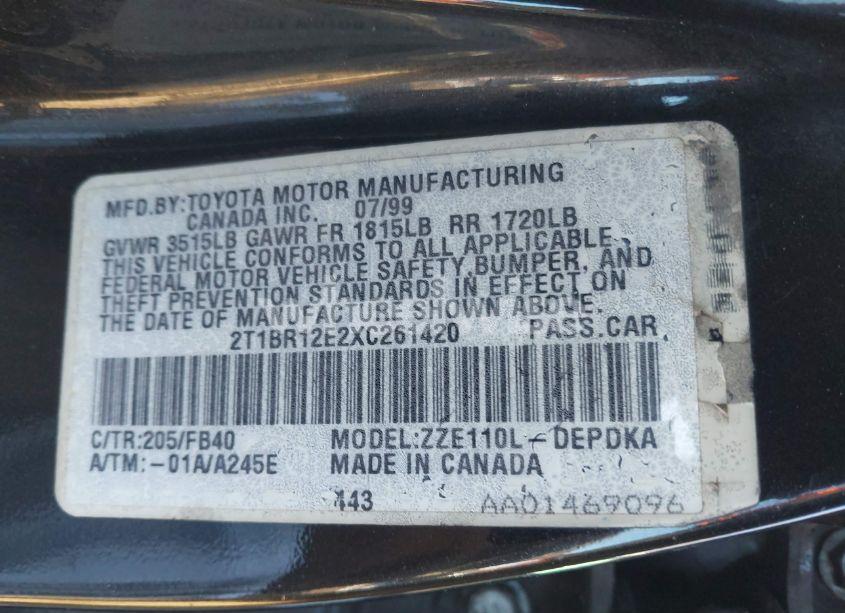 MFD.BY:TOYOTA MOTOR MANUFACTURING
CANADA INC. 07/99
GVWR 3515LB GAWR FR 1815LB RR 1720LB
THIS VEHICLE CONFORMS TO ALL APPLICABLE
FEDERAL MOTOR VEHICLE SAFETY,BUMPER, AND
THEFT PREVENTION STANDARDS IN EFFECT ON
THE DATE OF MANUFACTURE SHOWN ABOVE.
2T1BR12E2XC261420 PASS.CAR
C/TR:205/FB40 MODEL:ZZE110L-DEPDKA
A/TM:-01A/A245E MADE IN CANADA
443 AA01469096